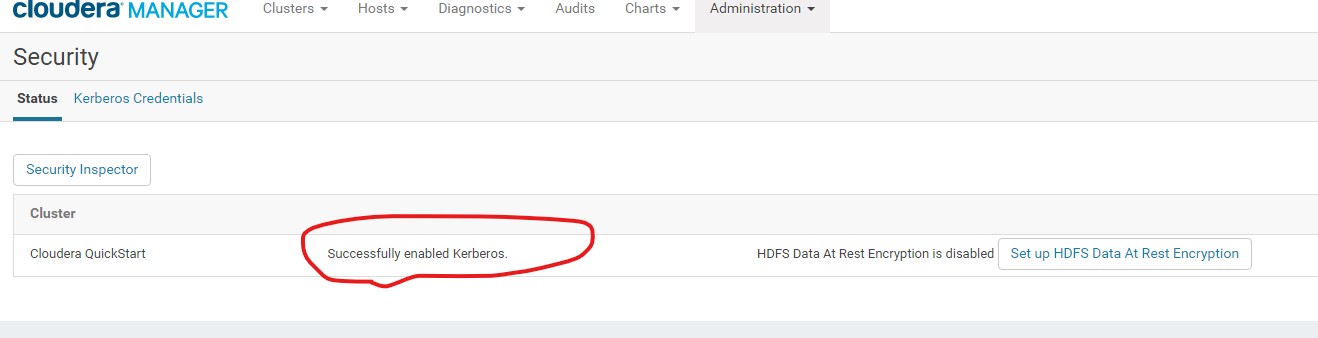 cloudera MANAGER Clusters Hosts Diagnostics Audits Charts Administration
Security
Status Kerberos Credentials
Security Inspector
Cluster
Cloudera QuickStart Successfully enabled Kerberos. HDFS Data At Rest Encryption is disabled Set up HDFS Data At Rest Encryption